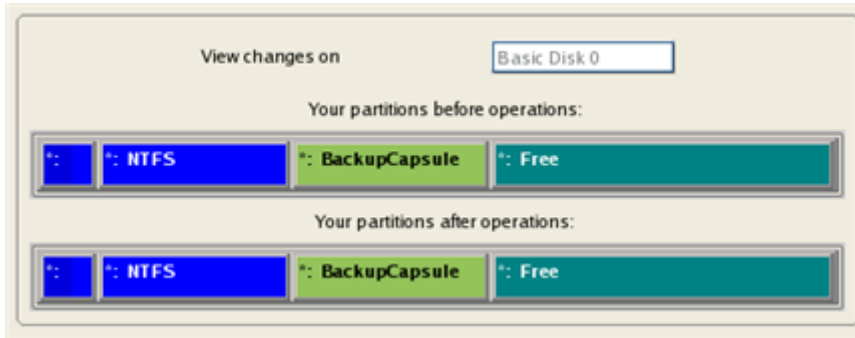 View changes on Basic Disk 0
Your partitions before operations:
*: *: NTFS *: BackupCapsule *: Free
Your partitions after operations:
*: *: NTFS *: BackupCapsule *: Free